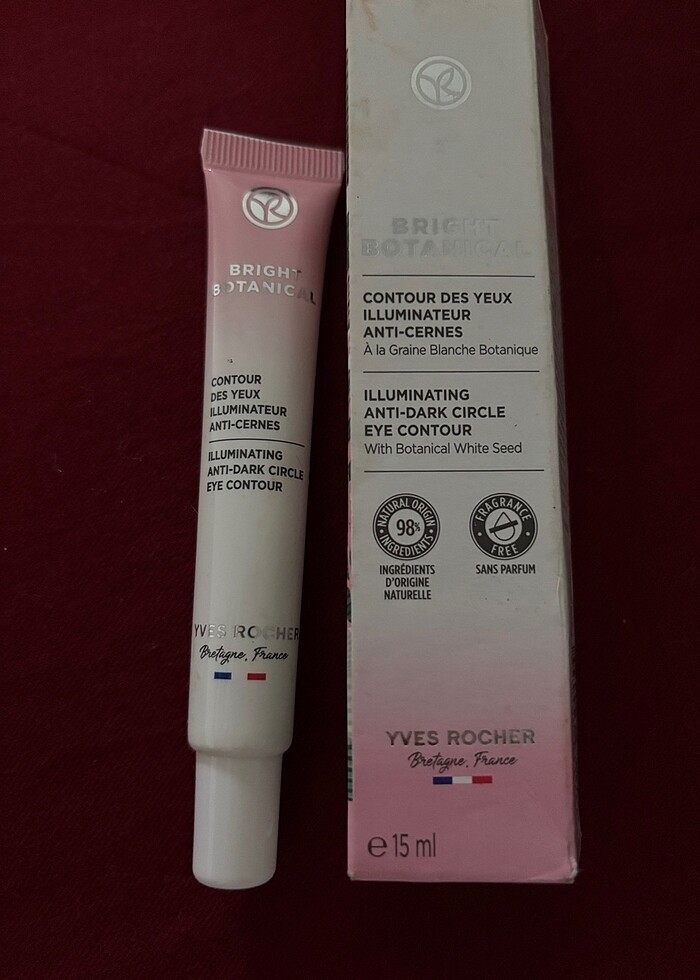 BRIGHT
BOTANICAL
CONTOUR
DES YEUX
ILLUMINATEUR
ANTI-CERNES
ILLUMINATING
ANTI-DARK CIRCLE
EYE CONTOUR
YVES ROCHER
Bretagne, France
BRIGHT
BOTANICAL
CONTOUR DES YEUX
ILLUMINATEUR
ANTI-CERNES
À la Graine Blanche Botanique
ILLUMINATING
ANTI-DARK CIRCLE
EYE CONTOUR
With Botanical White Seed
NATURAL ORIGIN
98%
INGREDIENTS
INGRÉDIENTS
D'ORIGINE
NATURELLE
FRAGRANCE
FREE
SANS PARFUM
YVES ROCHER
Bretagne, France
e 15 ml